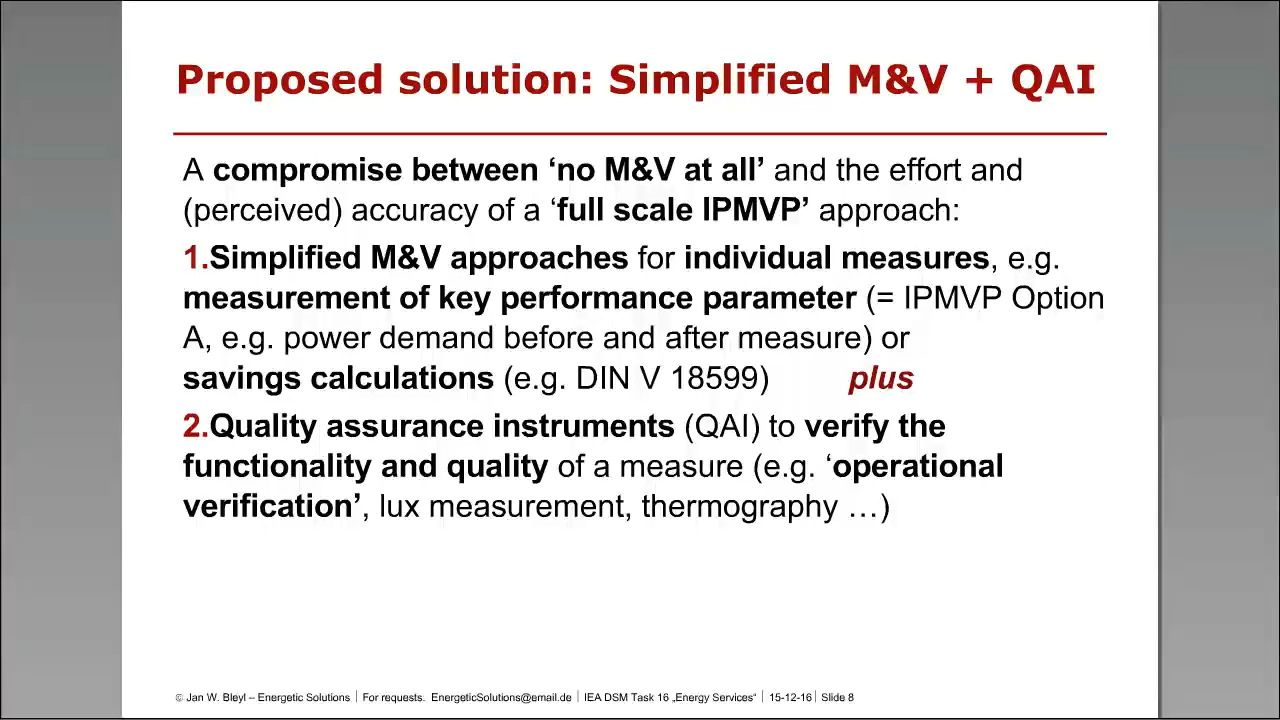 Proposed solution: Simplified M&V + QAI
A compromise between ‘no M&V at all’ and the effort and
(perceived) accuracy of a ‘full scale IPMVP’ approach:
1.Simplified M&V approaches for individual measures, e.g.
measurement of key performance parameter (= IPMVP Option
A, e.g. power demand before and after measure) or
savings calculations (e.g. DIN V 18599) plus
2.Quality assurance instruments (QAI) to verify the
functionality and quality of a measure (e.g. ‘operational
verification’, lux measurement, thermography …)
© Jan W. Bleyl – Energetic Solutions | For requests. EnergeticSolutions@email.de | IEA DSM Task 16 „Energy Services“ | 15-12-16 | Slide 8